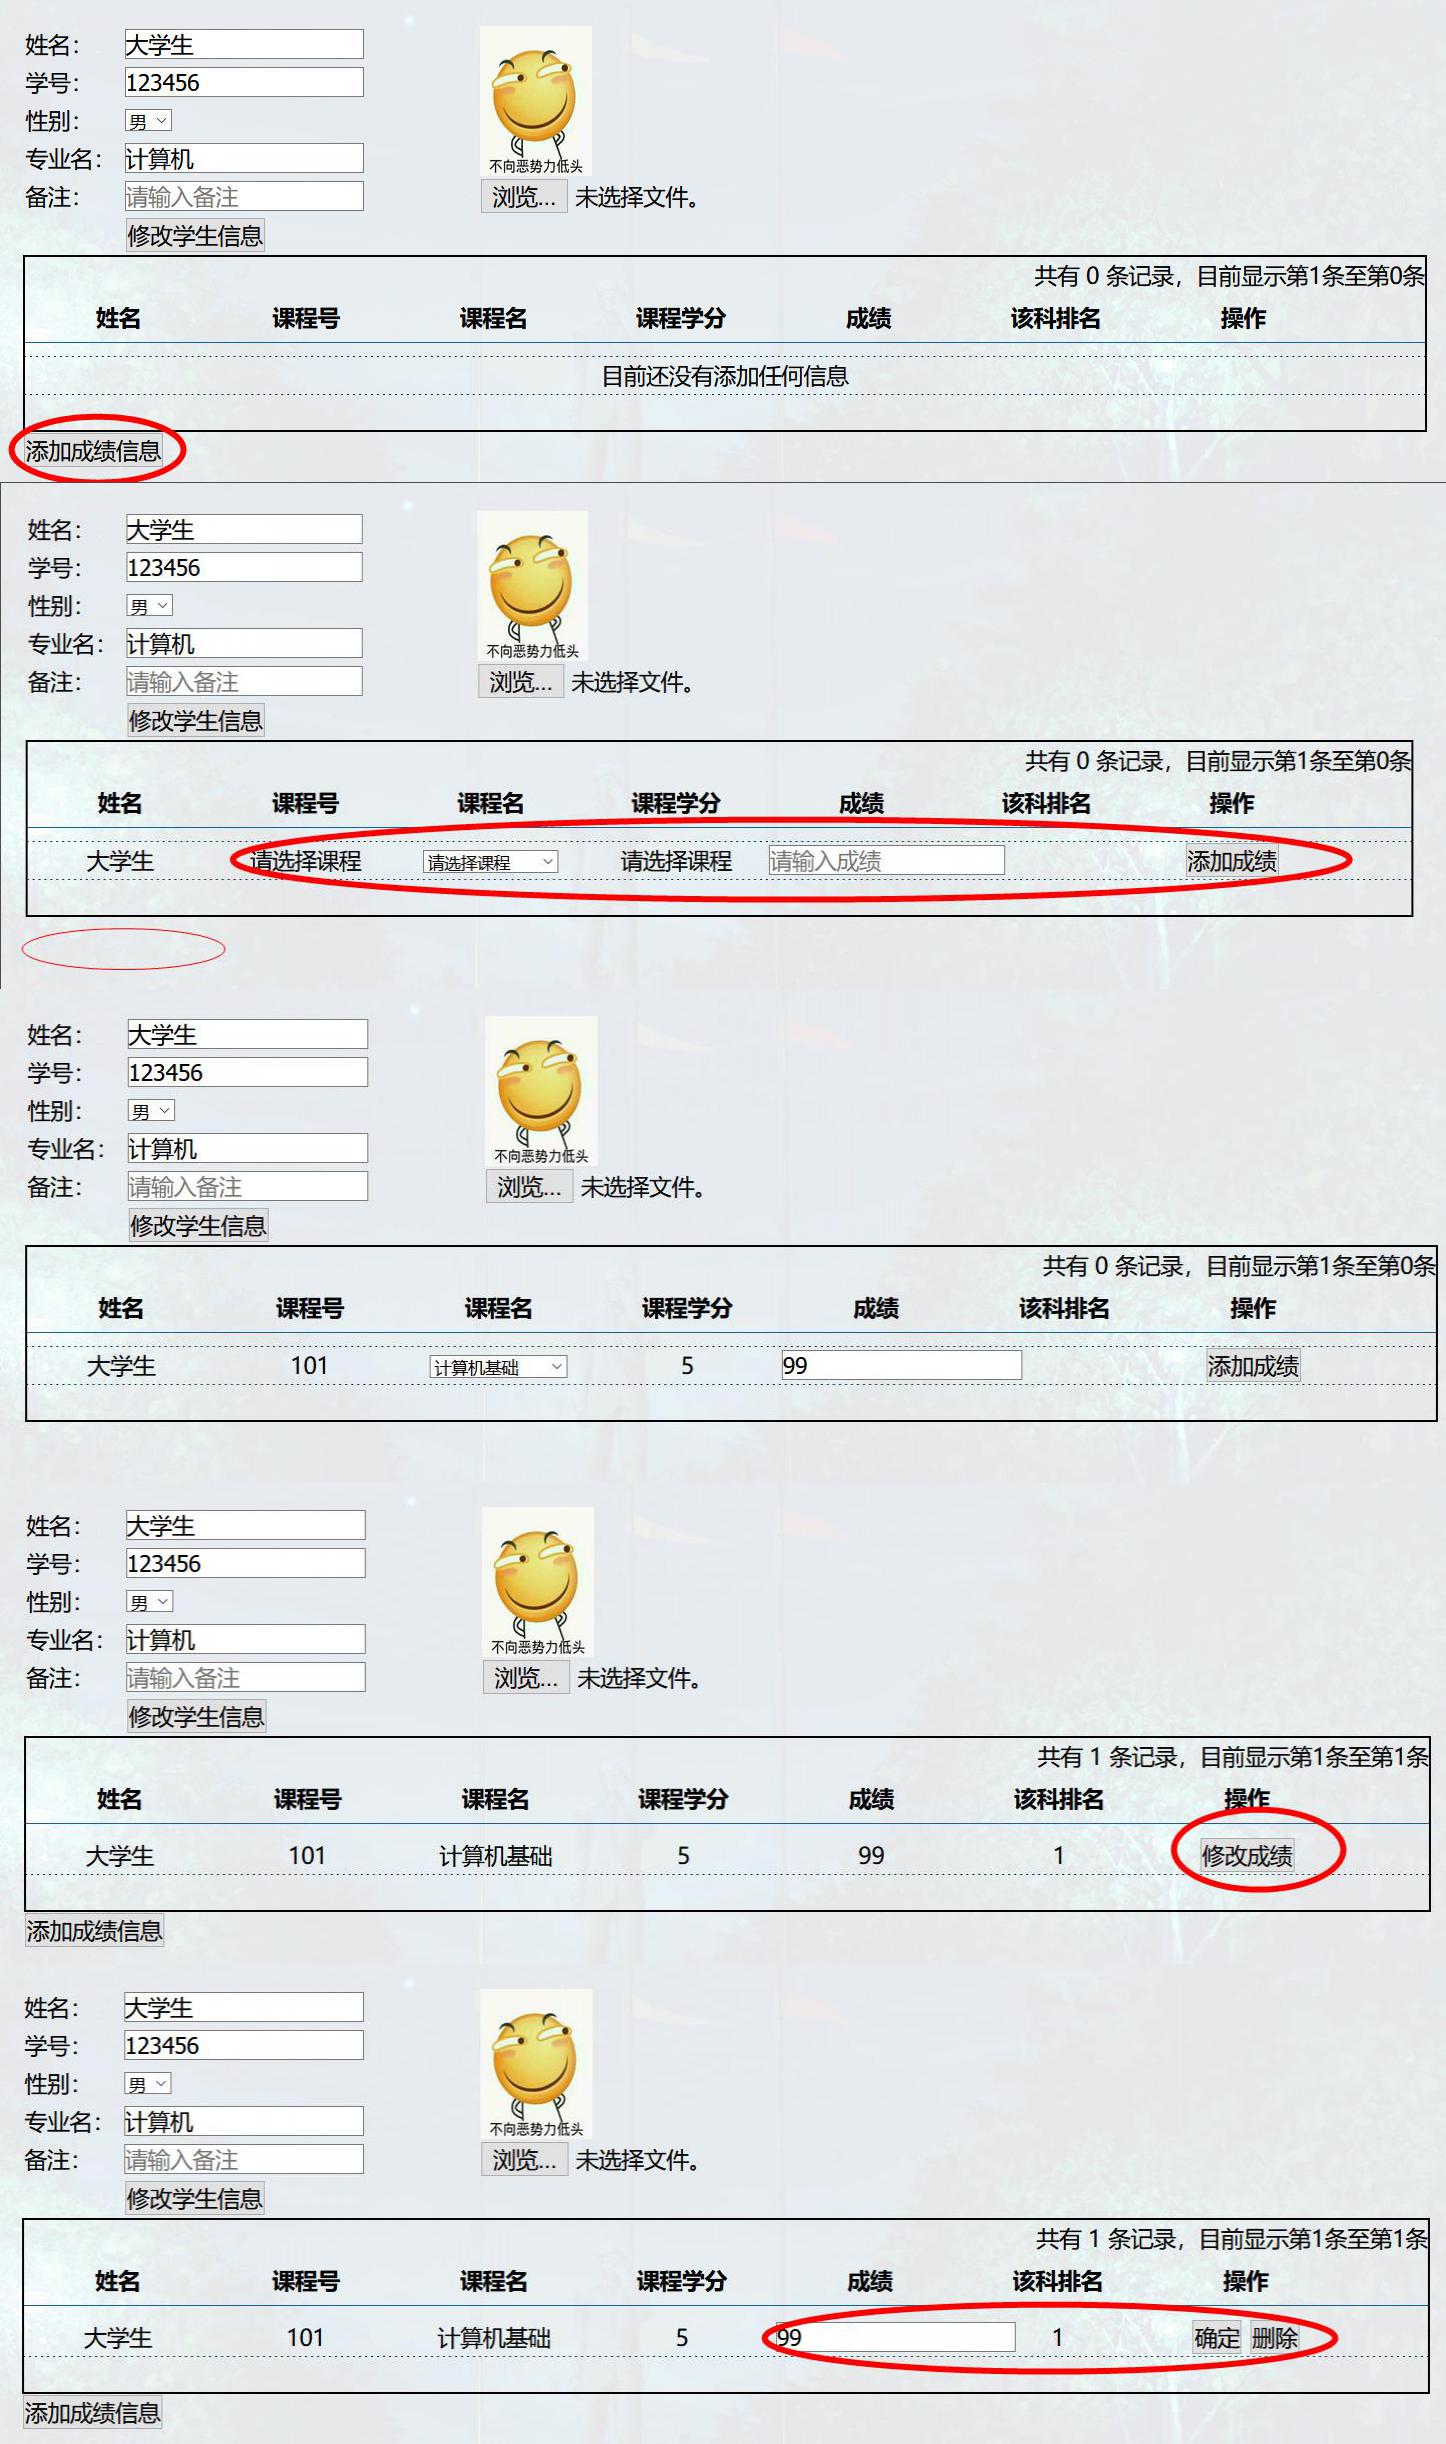 姓名： 大学生
学号： 123456
性别： 男
专业名： 计算机
不向恶势力低头
备注： 请输入备注 浏览... 未选择文件。
修改学生信息
共有 0 条记录，目前显示第1条至第0条
姓名 课程号 课程名 课程学分 成绩 该科排名 操作
目前还没有添加任何信息
添加成绩信息
姓名： 大学生
学号： 123456
性别： 男
专业名： 计算机
不向恶势力低头
备注： 请输入备注 浏览... 未选择文件。
修改学生信息
共有 0 条记录，目前显示第1条至第0条
姓名 课程号 课程名 课程学分 成绩 该科排名 操作
大学生 请选择课程 请选择课程 请选择课程 请输入成绩 添加成绩
姓名： 大学生
学号： 123456
性别： 男
专业名： 计算机
不向恶势力低头
备注： 请输入备注 浏览... 未选择文件。
修改学生信息
共有 0 条记录，目前显示第1条至第0条
姓名 课程号 课程名 课程学分 成绩 该科排名 操作
大学生 101 计算机基础 5 99 添加成绩
姓名： 大学生
学号： 123456
性别： 男
专业名： 计算机
不向恶势力低头
备注： 请输入备注 浏览... 未选择文件。
修改学生信息
共有 1 条记录，目前显示第1条至第1条
姓名 课程号 课程名 课程学分 成绩 该科排名 操作
大学生 101 计算机基础 5 99 1 修改成绩
添加成绩信息
姓名： 大学生
学号： 123456
性别： 男
专业名： 计算机
不向恶势力低头
备注： 请输入备注 浏览... 未选择文件。
修改学生信息
共有 1 条记录，目前显示第1条至第1条
姓名 课程号 课程名 课程学分 成绩 该科排名 操作
大学生 101 计算机基础 5 99 1 确定 删除
添加成绩信息